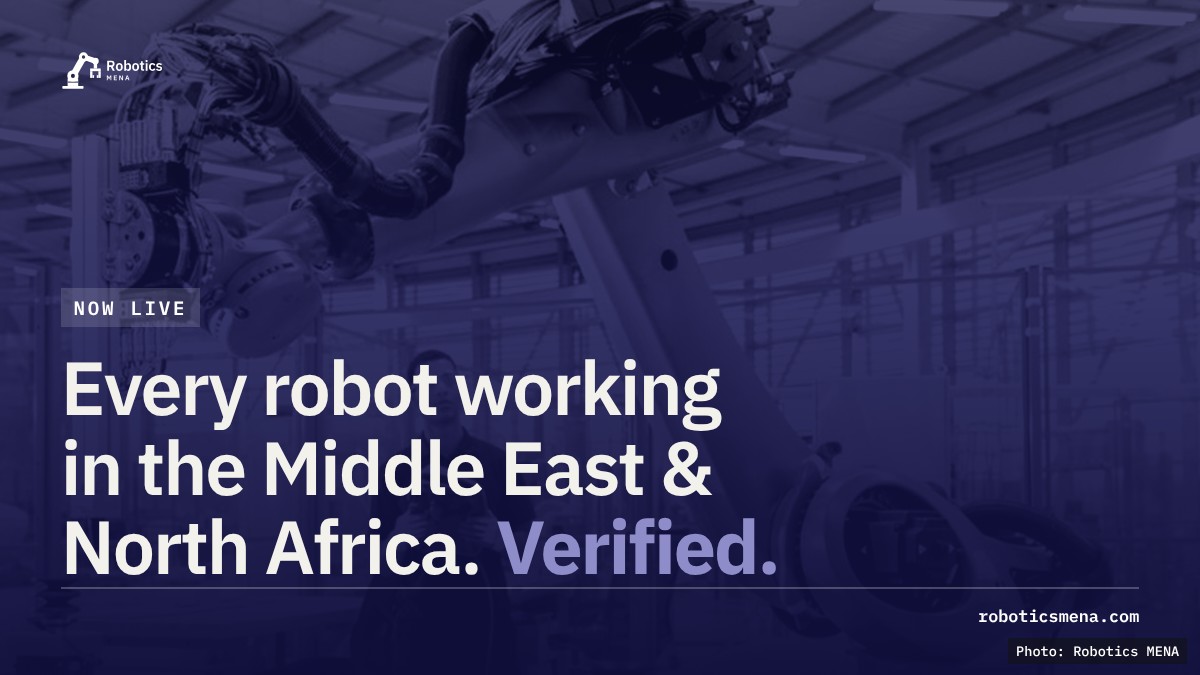 Robotics
MENA
NOW LIVE
Every robot working
in the Middle East &
North Africa. Verified.
roboticsmena.com
Photo: Robotics MENA